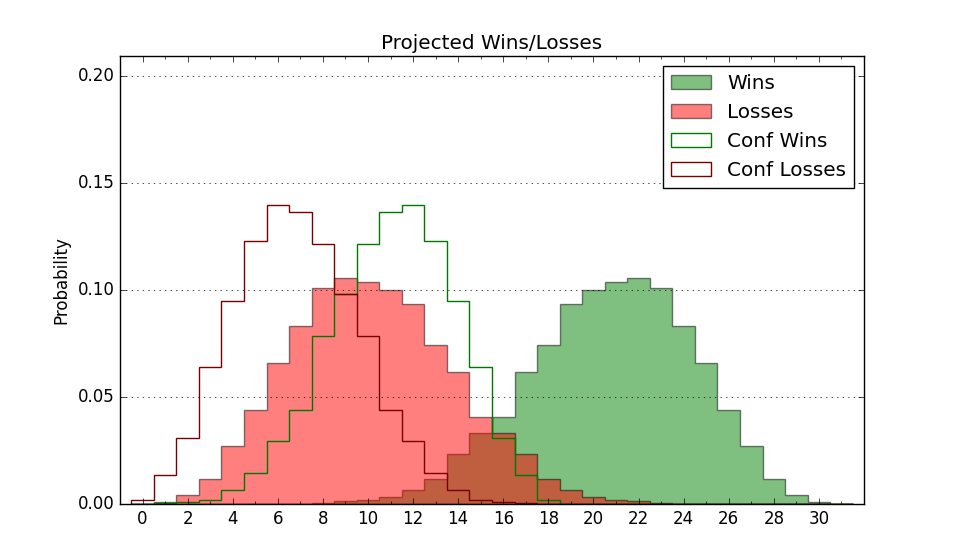 Projected Wins/Losses
0.20
0.15
0.10
0.05
0.00
Probability
Wins
Losses
Conf Wins
Conf Losses
0 2 4 6 8 10 12 14 16 18 20 22 24 26 28 30